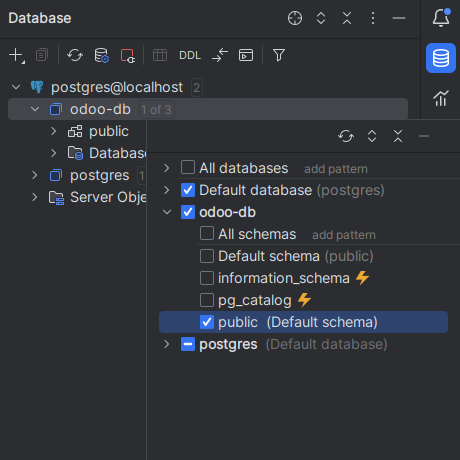 Database
DDL
postgres@localhost 2
odoo-db 1 of 3
public
Database
postgres 1
Server Obje
All databases add pattern
Default database (postgres)
odoo-db
All schemas add pattern
Default schema (public)
information_schema
pg_catalog
public (Default schema)
postgres (Default database)